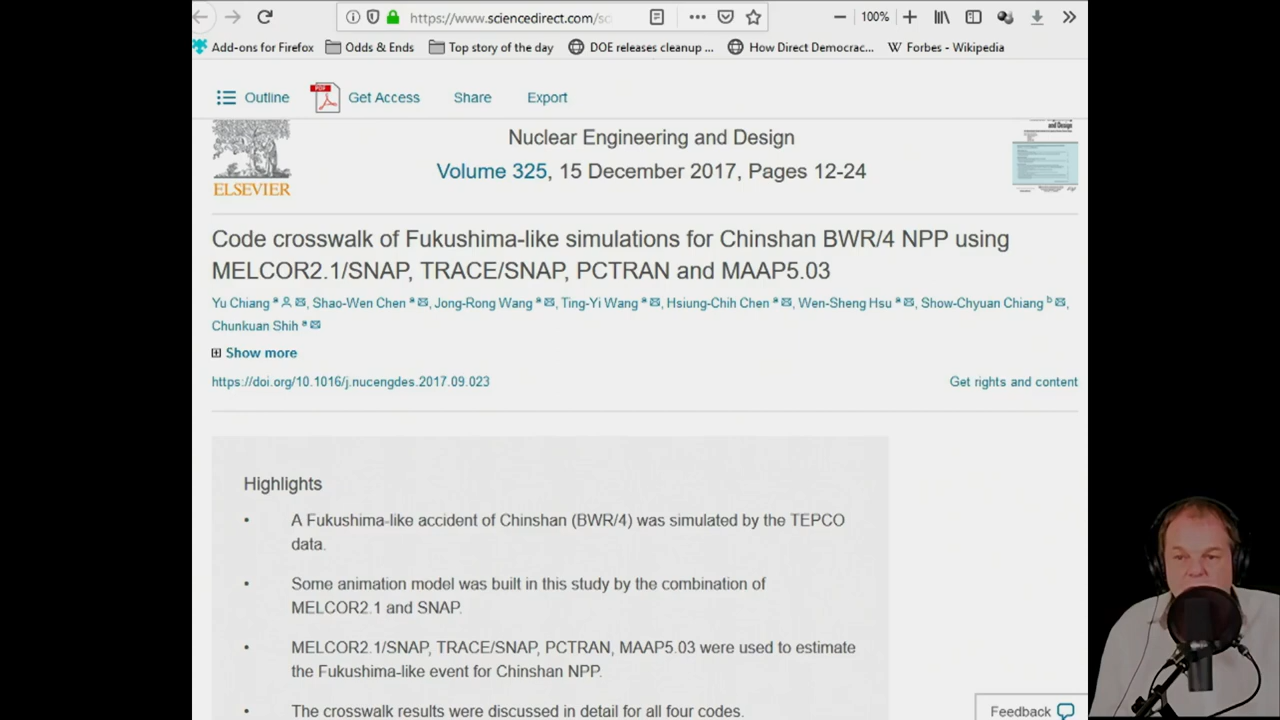 https://www.sciencedirect.com/sc
100%
Add-ons for Firefox
Odds & Ends
Top story of the day
DOE releases cleanup ...
How Direct Democrac...
W Forbes - Wikipedia
Outline
PDF
Get Access
Share
Export
Nuclear Engineering and Design
and Design
Volume 325, 15 December 2017, Pages 12-24
ELSEVIER
Code crosswalk of Fukushima-like simulations for Chinshan BWR/4 NPP using
MELCOR2.1/SNAP, TRACE/SNAP, PCTRAN and MAAP5.03
Yu Chiang a, Shao-Wen Chen a, Jong-Rong Wang a, Ting-Yi Wang a, Hsiung-Chih Chen a, Wen-Sheng Hsu a, Show-Chyuan Chiang b,
Chunkuan Shih a
Show more
https://doi.org/10.1016/j.nucengdes.2017.09.023
Get rights and content
Highlights
• A Fukushima-like accident of Chinshan (BWR/4) was simulated by the TEPCO
data.
• Some animation model was built in this study by the combination of
MELCOR2.1 and SNAP.
• MELCOR2.1/SNAP, TRACE/SNAP, PCTRAN, MAAP5.03 were used to estimate
the Fukushima-like event for Chinshan NPP.
• The crosswalk results were discussed in detail for all four codes.
Feedback